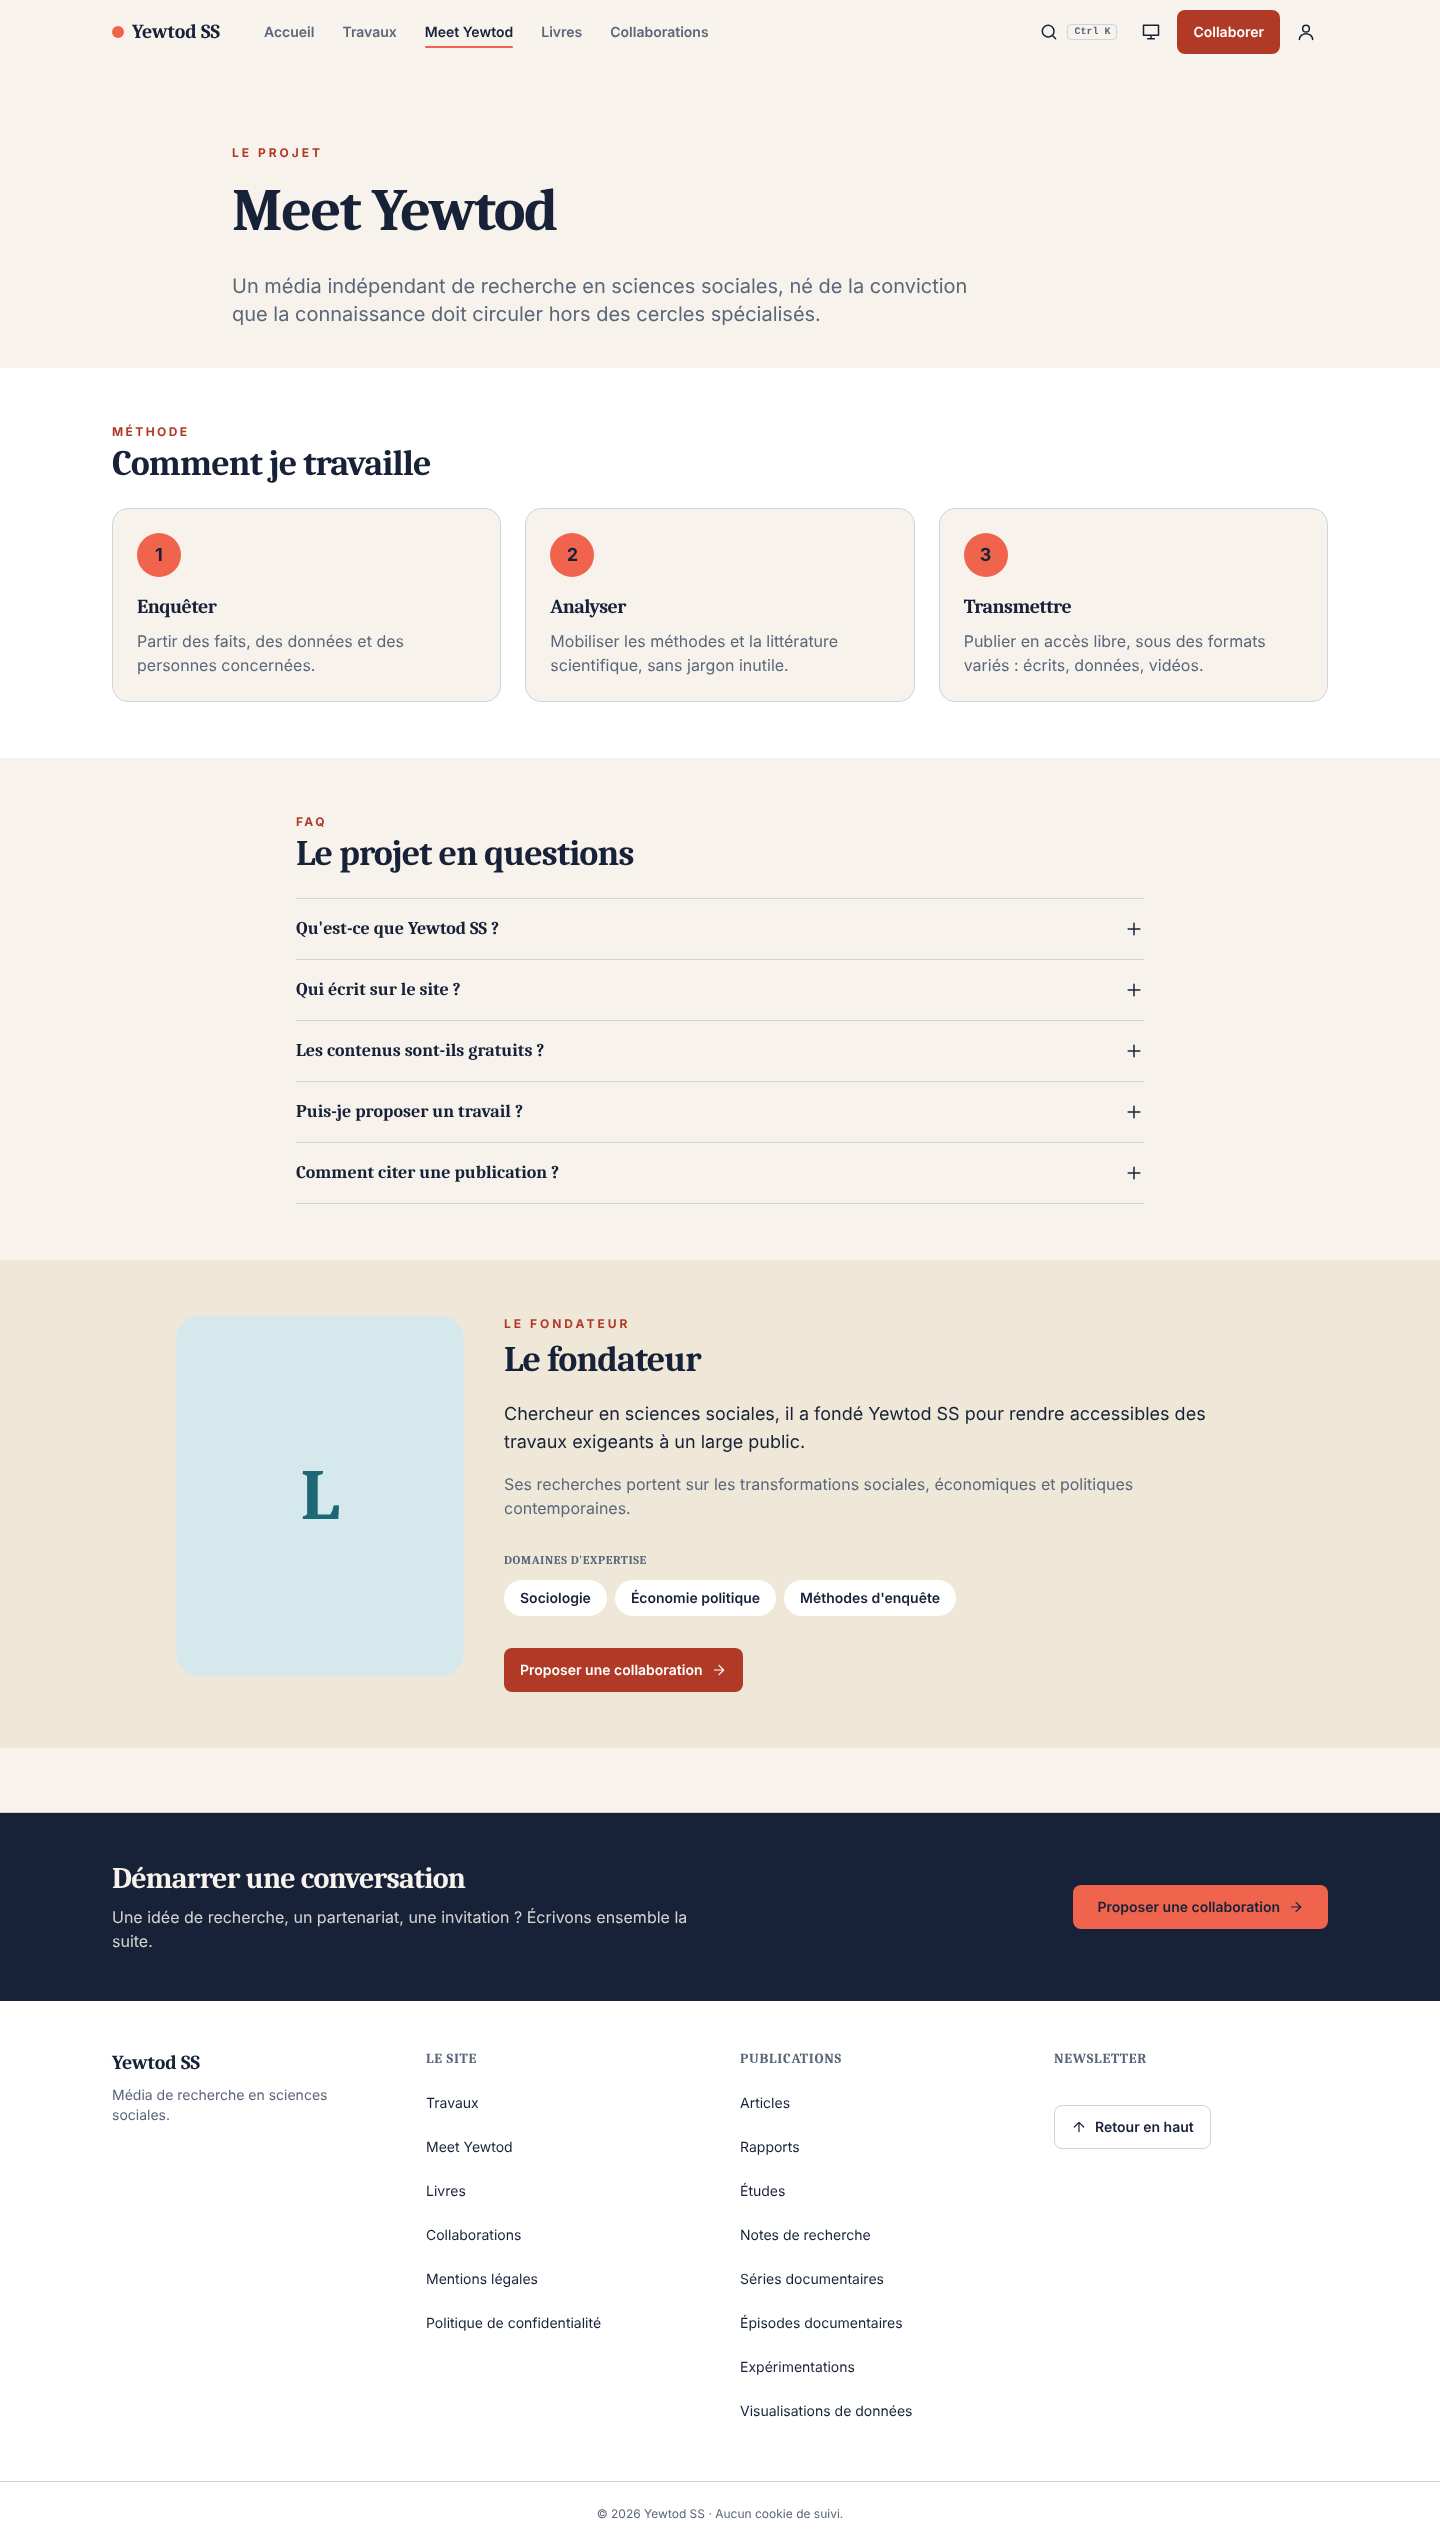 Yewtod SS
Accueil
Travaux
Meet Yewtod
Livres
Collaborations
Ctrl K
Collaborer
LE PROJET
Meet Yewtod
Un média indépendant de recherche en sciences sociales, né de la conviction
que la connaissance doit circuler hors des cercles spécialisés.
MÉTHODE
Comment je travaille
1
Enquêter
Partir des faits, des données et des
personnes concernées.
2
Analyser
Mobiliser les méthodes et la littérature
scientifique, sans jargon inutile.
3
Transmettre
Publier en accès libre, sous des formats
variés : écrits, données, vidéos.
FAQ
Le projet en questions
Qu'est-ce que Yewtod SS ?
Qui écrit sur le site ?
Les contenus sont-ils gratuits ?
Puis-je proposer un travail ?
Comment citer une publication ?
L
LE FONDATEUR
Le fondateur
Chercheur en sciences sociales, il a fondé Yewtod SS pour rendre accessibles des
travaux exigeants à un large public.
Ses recherches portent sur les transformations sociales, économiques et politiques
contemporaines.
DOMAINES D'EXPERTISE
Sociologie
Économie politique
Méthodes d'enquête
Proposer une collaboration
Démarrer une conversation
Une idée de recherche, un partenariat, une invitation ? Écrivons ensemble la
suite.
Proposer une collaboration
Yewtod SS
Média de recherche en sciences
sociales.
LE SITE
Travaux
Meet Yewtod
Livres
Collaborations
Mentions légales
Politique de confidentialité
PUBLICATIONS
Articles
Rapports
Études
Notes de recherche
Séries documentaires
Épisodes documentaires
Expérimentations
Visualisations de données
NEWSLETTER
Retour en haut
© 2026 Yewtod SS · Aucun cookie de suivi.